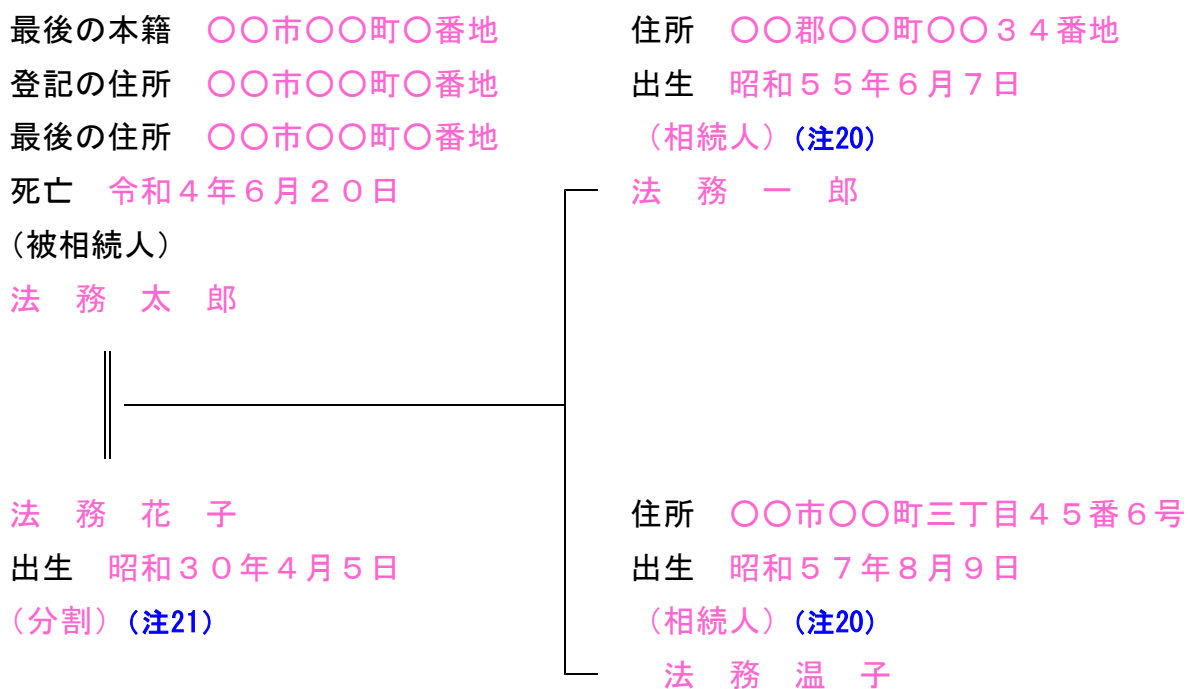 最後の本籍　〇〇市〇〇町〇番地
登記の住所　〇〇市〇〇町〇番地
最後の住所　〇〇市〇〇町〇番地
死亡　令和４年６月２０日
（被相続人）
法　務　太　郎
法　務　花　子
出生　昭和３０年４月５日
（分割）（注21）
住所　〇〇郡〇〇町〇〇３４番地
出生　昭和５５年６月７日
（相続人）（注20）
法　務　一　郎
住所　〇〇市〇〇町三丁目４５番６号
出生　昭和５７年８月９日
（相続人）（注20）
法　務　温　子